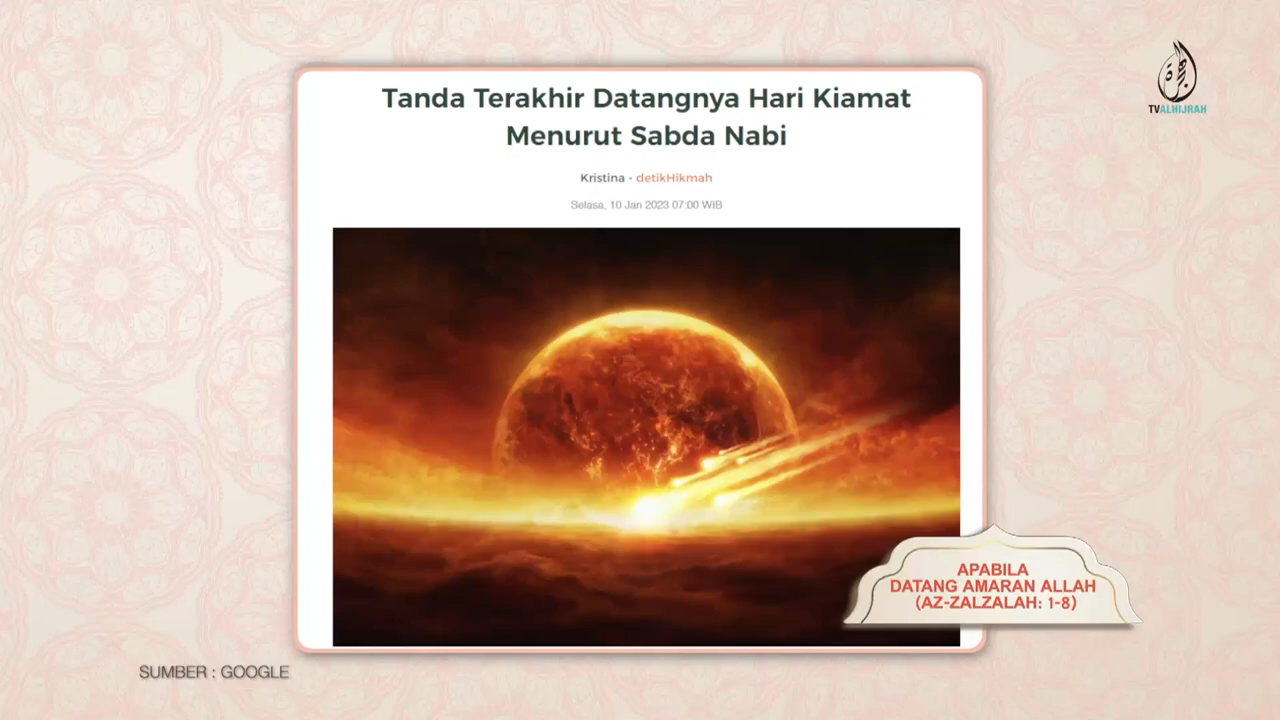 Tanda Terakhir Datangnya Hari Kiamat
Menurut Sabda Nabi
Kristina - detikHikmah
Selasa, 10 Jan 2023 07:00 WIB
TVALHIJRAH
APABILA
DATANG AMARAN ALLAH
(AZ-ZALZALAH: 1-8)
SUMBER : GOOGLE